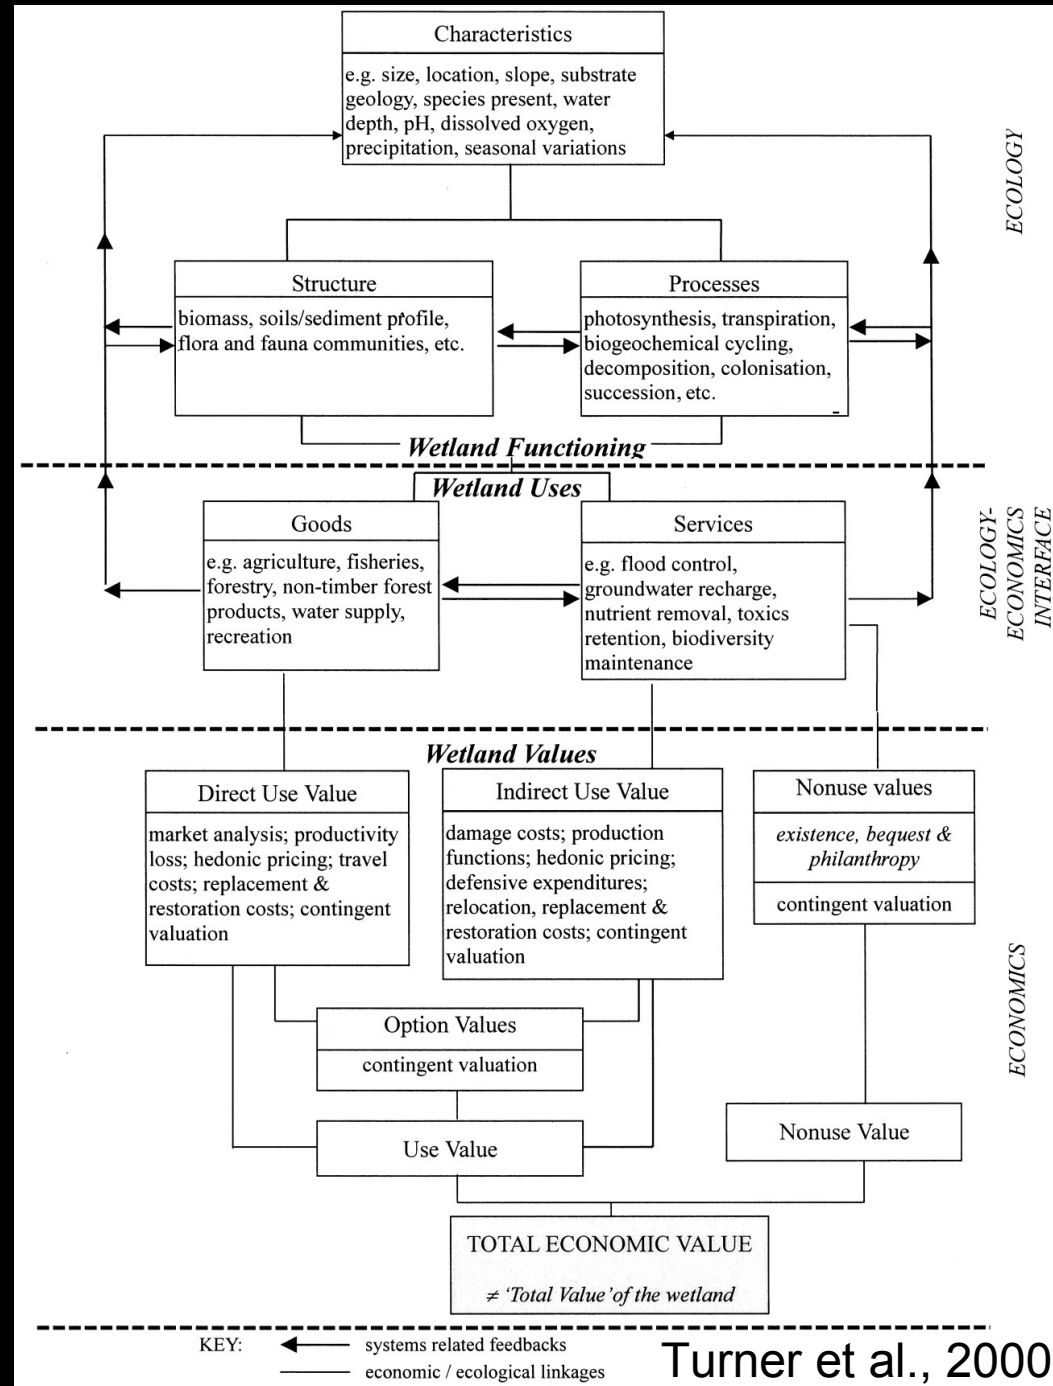 Characteristics
e.g. size, location, slope, substrate
geology, species present, water
depth, pH, dissolved oxygen,
precipitation, seasonal variations
ECOLOGY
Structure
biomass, soils/sediment profile,
flora and fauna communities, etc.
Processes
photosynthesis, transpiration,
biogeochemical cycling,
decomposition, colonisation,
succession, etc.
Wetland Functioning
Wetland Uses
Goods
e.g. agriculture, fisheries,
forestry, non-timber forest
products, water supply,
recreation
Services
e.g. flood control,
groundwater recharge,
nutrient removal, toxics
retention, biodiversity
maintenance
ECOLOGY-
ECONOMICS
INTERFACE
Wetland Values
Direct Use Value
market analysis; productivity
loss; hedonic pricing; travel
costs; replacement &
restoration costs; contingent
valuation
Indirect Use Value
damage costs; production
functions; hedonic pricing;
defensive expenditures;
relocation, replacement &
restoration costs; contingent
valuation
Nonuse values
existence, bequest &
philanthropy
contingent valuation
ECONOMICS
Option Values
contingent valuation
Use Value
Nonuse Value
TOTAL ECONOMIC VALUE
≠ ‘Total Value’ of the wetland
KEY:
systems related feedbacks
economic / ecological linkages
Turner et al., 2000